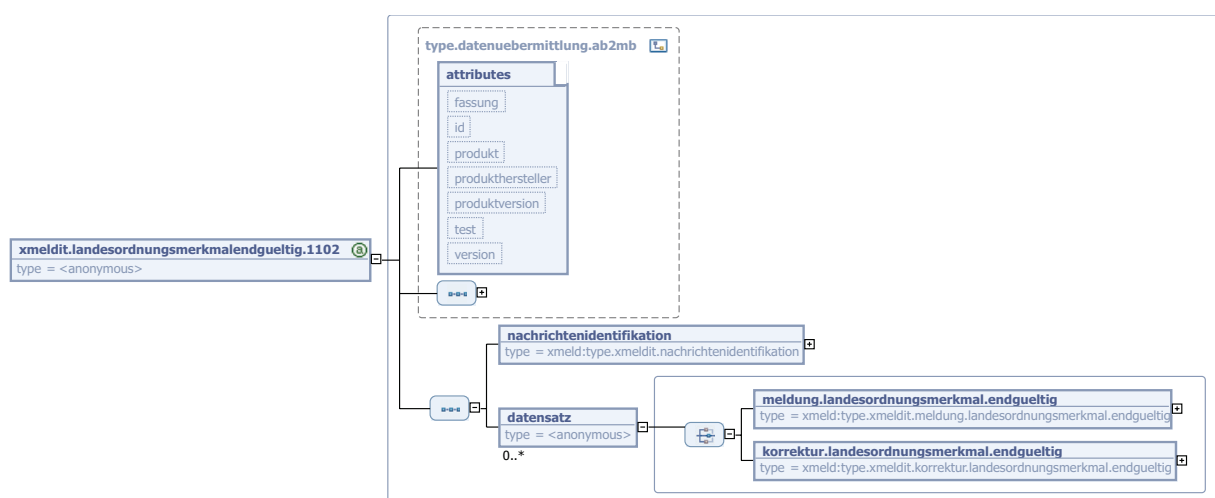 type.datenuebermittlung.ab2mb
attributes
fassung
id
produkt
produkthersteller
produktversion
test
version
xmeldit.landesordnungsmerkmalendgueltig.1102 a
type = <anonymous>
nachrichtenidentifikation
type = xmeld:type.xmeldit.nachrichtenidentifikation
datensatz
type = <anonymous>
0..*
meldung.landesordnungsmerkmal.endgueltig
type = xmeld:type.xmeldit.meldung.landesordnungsmerkmal.endgueltig
korrektur.landesordnungsmerkmal.endgueltig
type = xmeld:type.xmeldit.korrektur.landesordnungsmerkmal.endgueltig